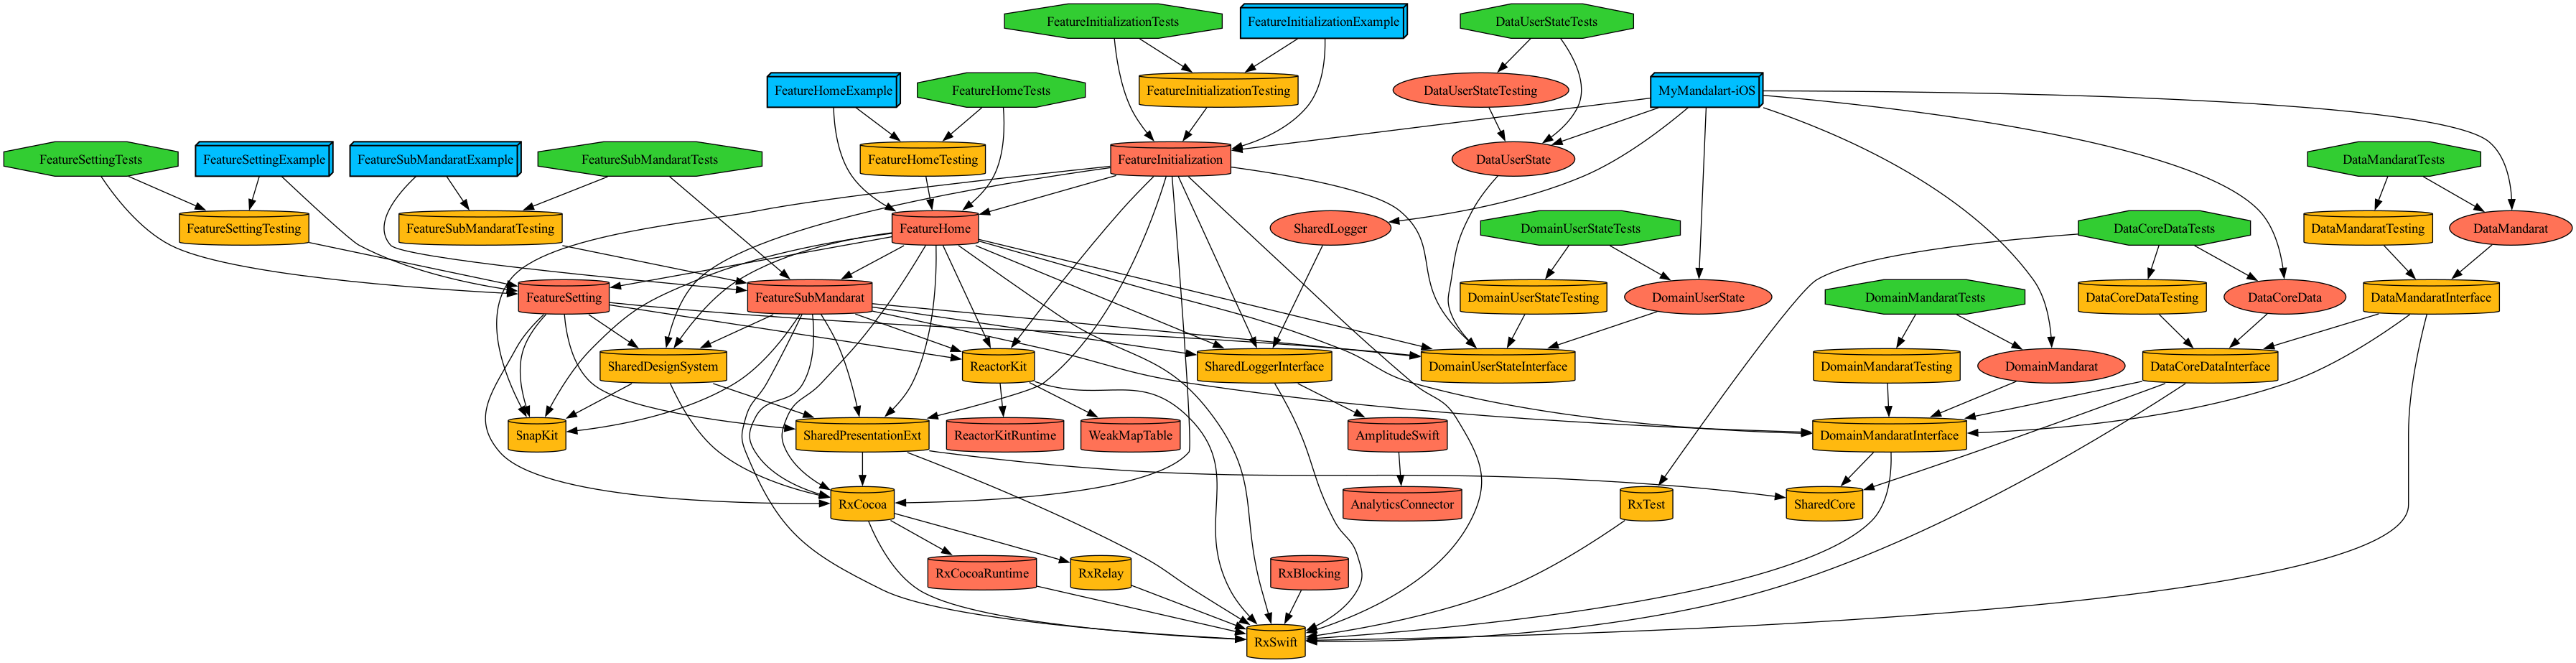 FeatureInitializationTests
FeatureInitializationExample
DataUserStateTests
FeatureHomeExample
FeatureHomeTests
FeatureInitializationTesting
DataUserStateTesting
MyMandalart-iOS
FeatureSettingTests
FeatureSettingExample
FeatureSubMandaratExample
FeatureSubMandaratTests
FeatureHomeTesting
FeatureInitialization
DataUserState
DataMandaratTests
FeatureSettingTesting
FeatureSubMandaratTesting
FeatureHome
SharedLogger
DomainUserStateTests
DataCoreDataTests
DataMandaratTesting
DataMandarat
FeatureSetting
FeatureSubMandarat
DomainUserStateTesting
DomainUserState
DomainMandaratTests
DataCoreDataTesting
DataCoreData
DataMandaratInterface
SharedDesignSystem
ReactorKit
SharedLoggerInterface
DomainUserStateInterface
DomainMandaratTesting
DomainMandarat
DataCoreDataInterface
SnapKit
SharedPresentationExt
ReactorKitRuntime
WeakMapTable
AmplitudeSwift
DomainMandaratInterface
RxCocoa
AnalyticsConnector
RxTest
SharedCore
RxCocoaRuntime
RxRelay
RxBlocking
RxSwift